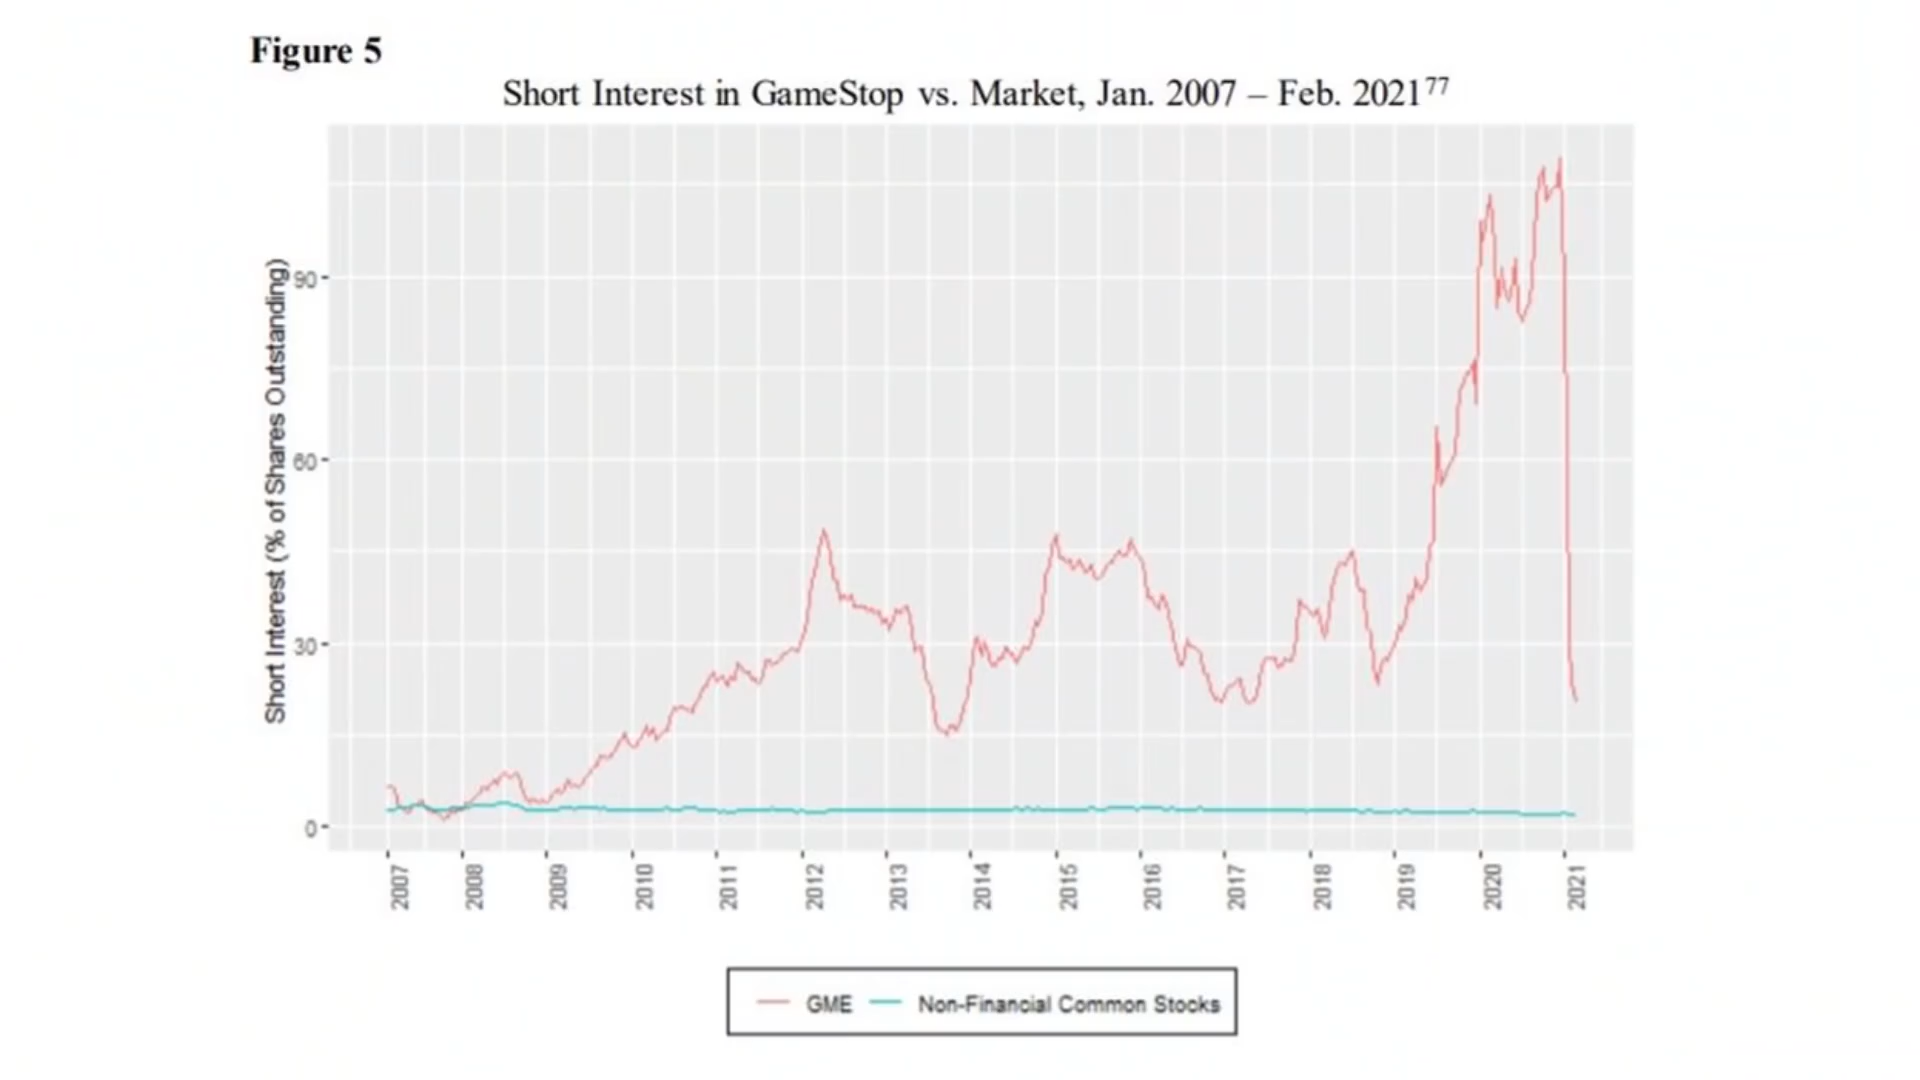 Figure 5
Short Interest in GameStop vs. Market, Jan. 2007 – Feb. 2021⁷⁷
Short Interest (% of Shares Outstanding)
90
60
30
0
2007 2008 2009 2010 2011 2012 2013 2014 2015 2016 2017 2018 2019 2020 2021
GME Non-Financial Common Stocks